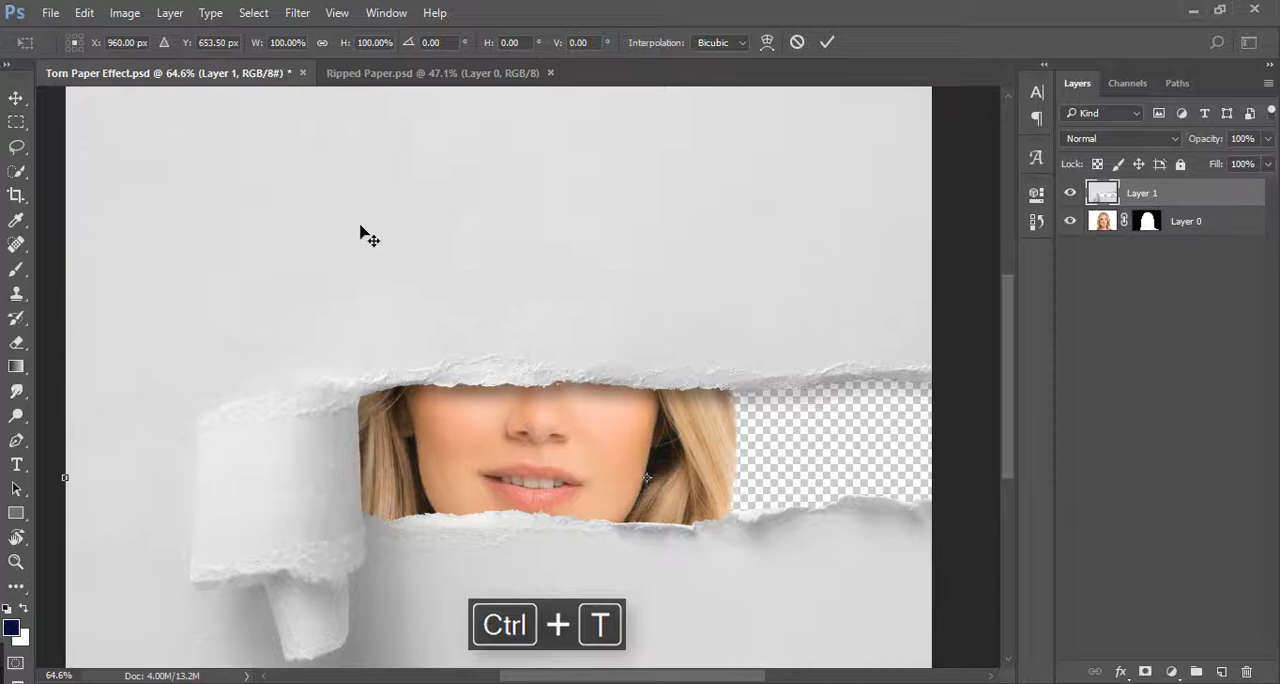 Ps File Edit Image Layer Type Select Filter View Window Help
X: 960.00 px Y: 653.50 px W: 100.00% H: 100.00% 0.00 ° H: 0.00 ° V: 0.00 ° Interpolation: Bicubic
Torn Paper Effect.psd @ 64.6% (Layer 1, RGB/8#) * × Ripped Paper.psd @ 47.1% (Layer 0, RGB/8) ×
Layers Channels Paths
Kind
Normal Opacity: 100%
Lock: Fill: 100%
Layer 1
Layer 0
Ctrl + T
64.6% Doc: 4.00M/13.2M